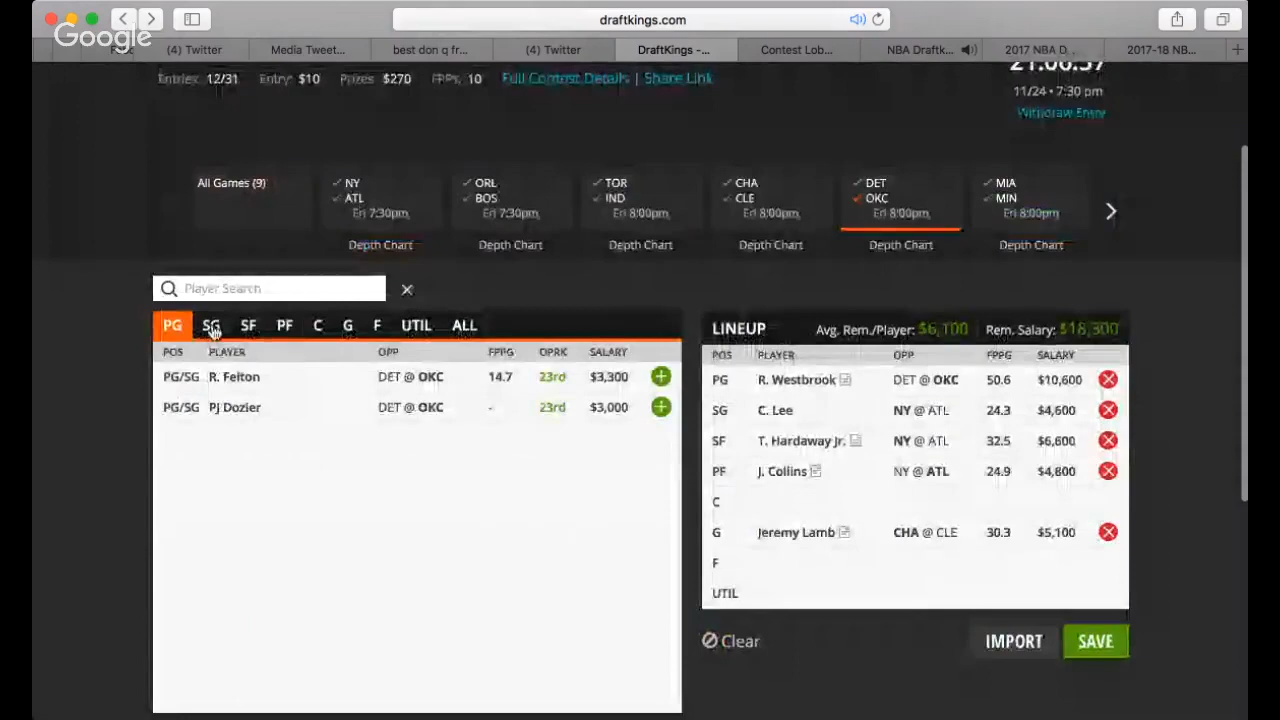 draftkings.com
Google
(4) Twitter
Media Tweet...
best don q fr...
(4) Twitter
DraftKings -...
Contest Lob...
NBA Draftk...
2017 NBA D...
2017-18 NB...
Entries: 12/31 Entry: $10 Prizes: $270 FPPs: 10 Full Contest Details | Share Link
21:06:37
11/24 • 7:30 pm
Withdraw Entry
All Games (9)
NY
ATL
Fri 7:30pm
Depth Chart
ORL
BOS
Fri 7:30pm
Depth Chart
TOR
IND
Fri 8:00pm
Depth Chart
CHA
CLE
Fri 8:00pm
Depth Chart
DET
OKC
Fri 8:00pm
Depth Chart
MIA
MIN
Fri 8:00pm
Depth Chart
Player Search...
PG SG SF PF C G F UTIL ALL
POS PLAYER OPP FPPG OPRK SALARY
PG/SG R. Felton DET @ OKC 14.7 23rd $3,300
PG/SG PJ Dozier DET @ OKC - 23rd $3,000
LINEUP Avg. Rem./Player: $6,100 Rem. Salary: $18,300
POS PLAYER OPP FPPG SALARY
PG R. Westbrook DET @ OKC 50.6 $10,600
SG C. Lee NY @ ATL 24.3 $4,600
SF T. Hardaway Jr. NY @ ATL 32.5 $6,600
PF J. Collins NY @ ATL 24.9 $4,800
C
G Jeremy Lamb CHA @ CLE 30.3 $5,100
F
UTIL
Clear IMPORT SAVE